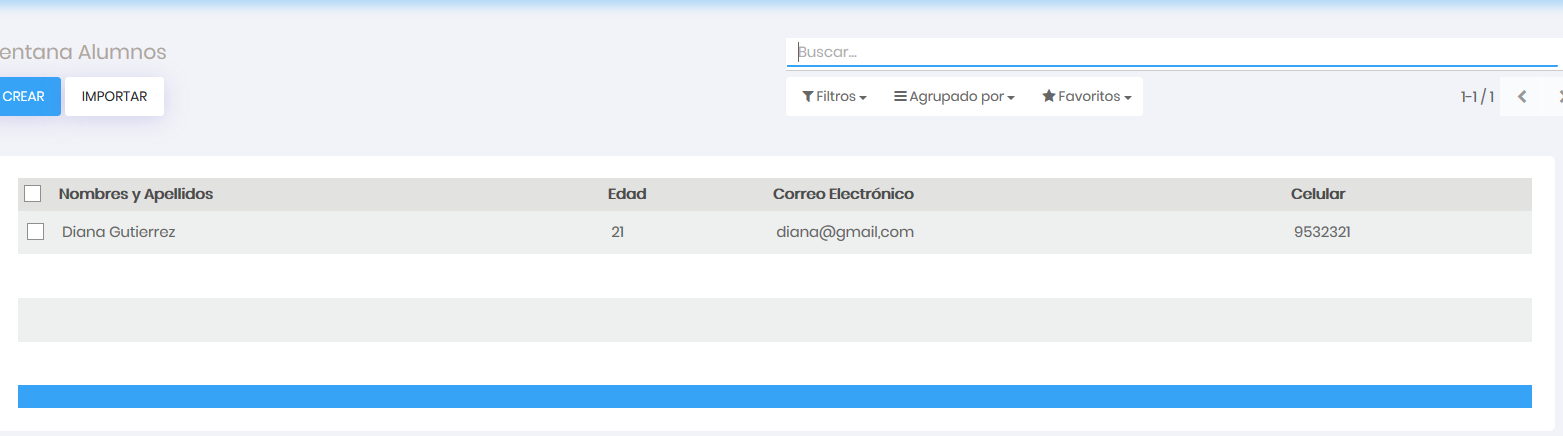 entana Alumnos
Buscar...
CREAR IMPORTAR
Filtros Agrupado por Favoritos 1-1 / 1
Nombres y Apellidos Edad Correo Electrónico Celular
Diana Gutierrez 21 diana@gmail,com 9532321